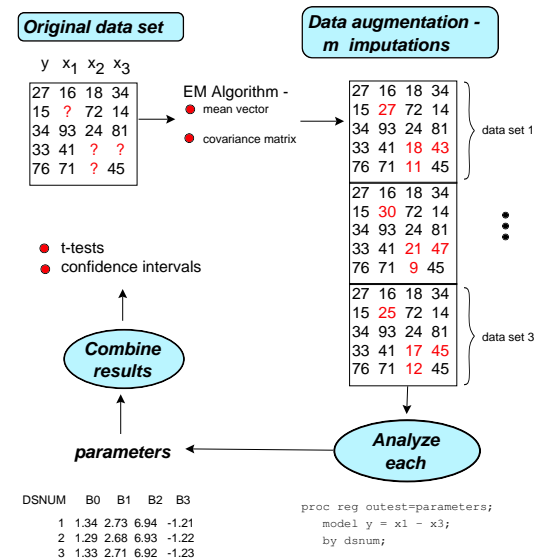 Original data set
Data augmentation -
m imputations
y x1 x2 x3
27 16 18 34
15 ? 72 14
34 93 24 81
33 41 ? ?
76 71 ? 45
EM Algorithm -
mean vector
covariance matrix
27 16 18 34
15 27 72 14
34 93 24 81
33 41 18 43
76 71 11 45
data set 1
27 16 18 34
15 30 72 14
34 93 24 81
33 41 21 47
76 71 9 45
27 16 18 34
15 25 72 14
34 93 24 81
33 41 17 45
76 71 12 45
data set 3
t-tests
confidence intervals
Combine
results
Analyze
each
parameters
DSNUM B0 B1 B2 B3
1 1.34 2.73 6.94 -1.21
2 1.29 2.68 6.93 -1.22
3 1.33 2.71 6.92 -1.23
proc reg outest=parameters;
model y = x1 - x3;
by dsnum;